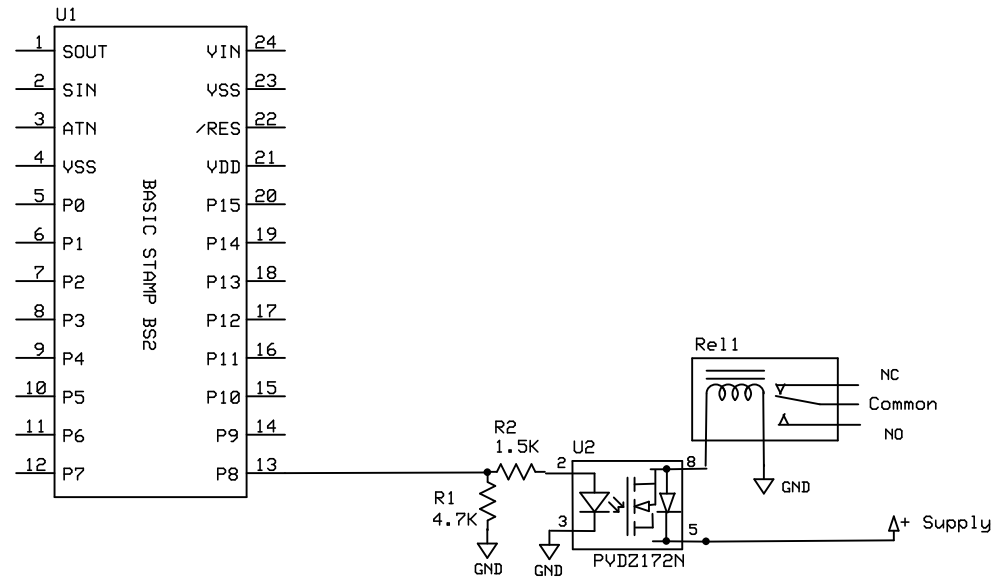 U1
1 SOUT VIN 24
2 SIN VSS 23
3 ATN /RES 22
4 VSS VDD 21
5 P0 P15 20
6 P1 P14 19
7 P2 P13 18
8 P3 P12 17
9 P4 P11 16
10 P5 P10 15
11 P6 P9 14
12 P7 P8 13
BASIC STAMP BS2
Rel1
NC
Common
NO
GND
R2
1.5K
U2
2
8
R1
4.7K
3
5
+ Supply
GND
GND
PVDZ172N